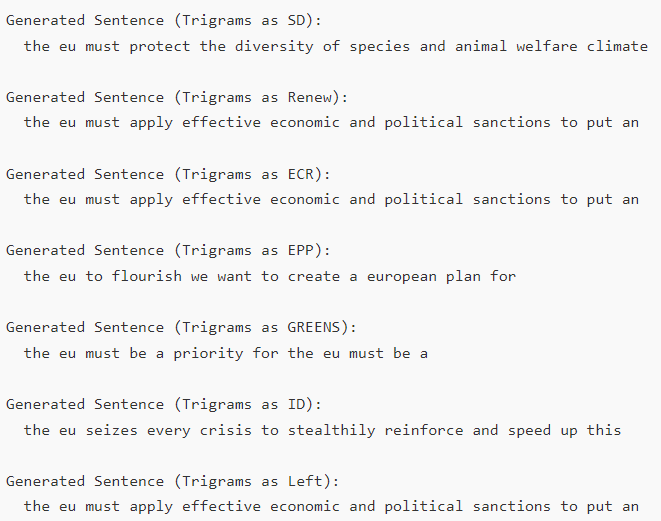 Generated Sentence (Trigrams as SD):
the eu must protect the diversity of species and animal welfare climate
Generated Sentence (Trigrams as Renew):
the eu must apply effective economic and political sanctions to put an
Generated Sentence (Trigrams as ECR):
the eu must apply effective economic and political sanctions to put an
Generated Sentence (Trigrams as EPP):
the eu to flourish we want to create a european plan for
Generated Sentence (Trigrams as GREENS):
the eu must be a priority for the eu must be a
Generated Sentence (Trigrams as ID):
the eu seizes every crisis to stealthily reinforce and speed up this
Generated Sentence (Trigrams as Left):
the eu must apply effective economic and political sanctions to put an